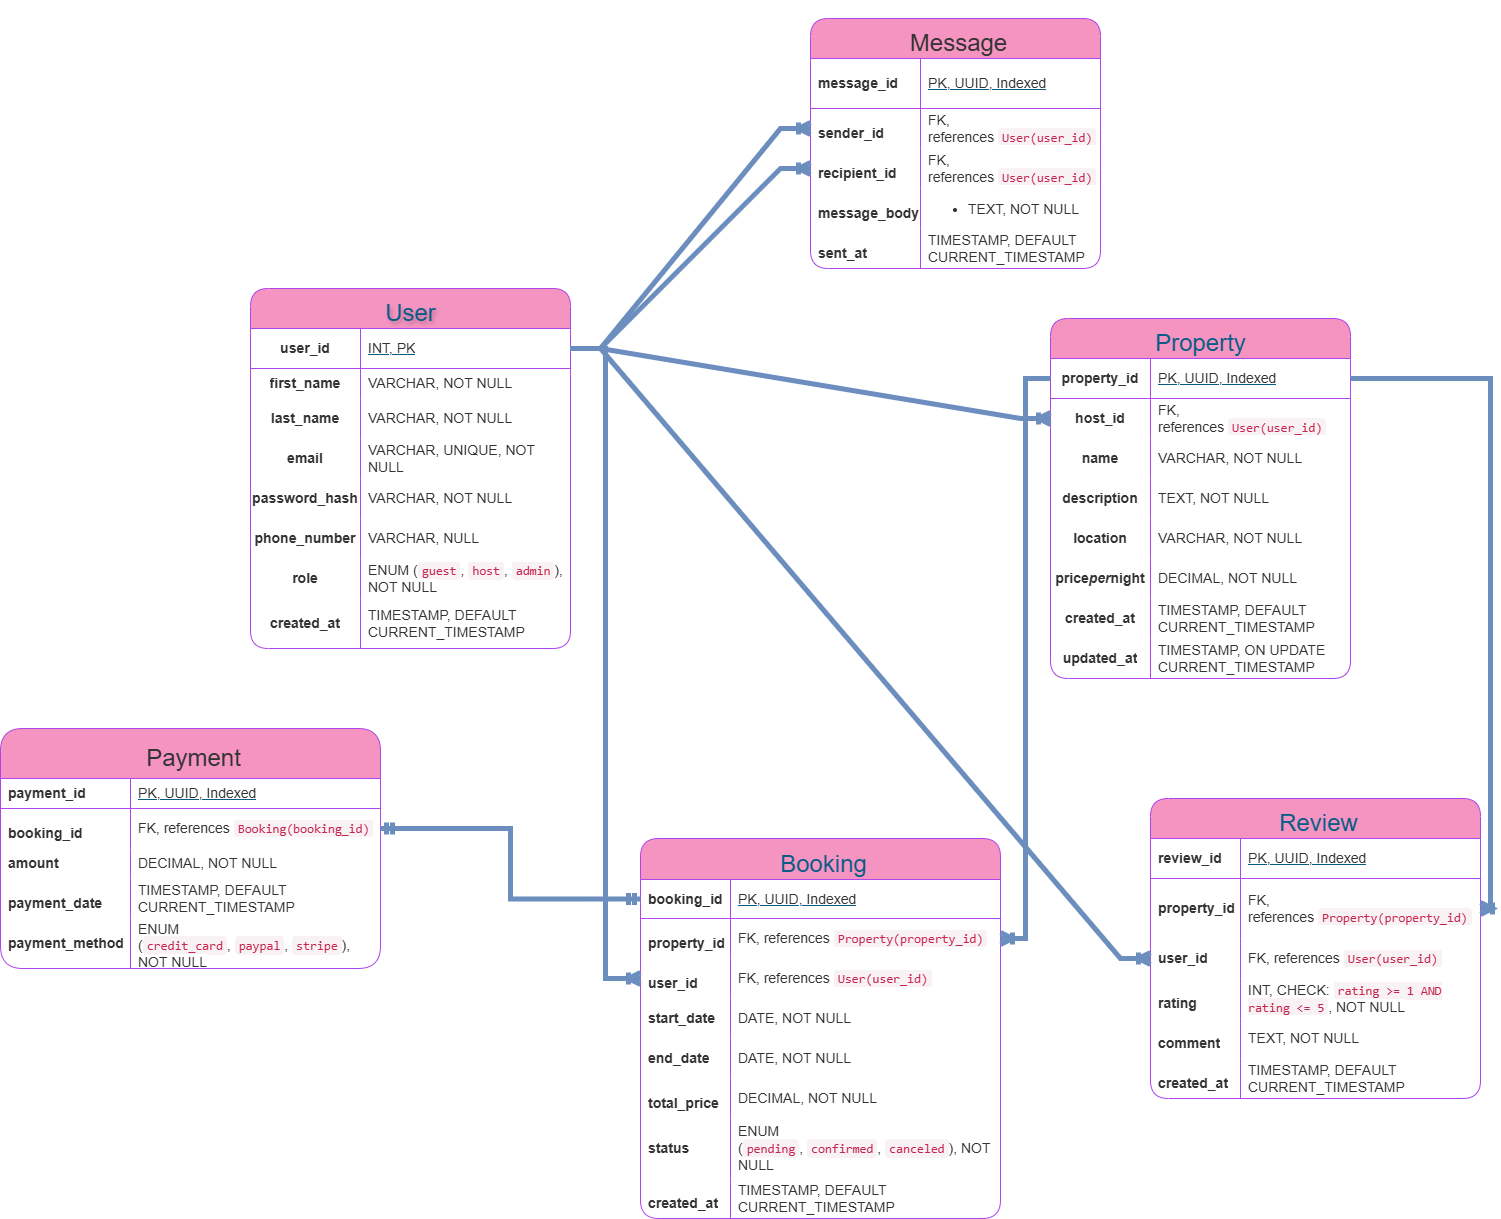 Message
message_id PK, UUID, Indexed
sender_id FK,
references User(user_id)
recipient_id FK,
references User(user_id)
message_body • TEXT, NOT NULL
sent_at TIMESTAMP, DEFAULT
CURRENT_TIMESTAMP
User
user_id INT, PK
first_name VARCHAR, NOT NULL
last_name VARCHAR, NOT NULL
email VARCHAR, UNIQUE, NOT
NULL
password_hash VARCHAR, NOT NULL
phone_number VARCHAR, NULL
role ENUM (guest, host, admin),
NOT NULL
created_at TIMESTAMP, DEFAULT
CURRENT_TIMESTAMP
Property
property_id PK, UUID, Indexed
host_id FK,
references User(user_id)
name VARCHAR, NOT NULL
description TEXT, NOT NULL
location VARCHAR, NOT NULL
pricepernight DECIMAL, NOT NULL
created_at TIMESTAMP, DEFAULT
CURRENT_TIMESTAMP
updated_at TIMESTAMP, ON UPDATE
CURRENT_TIMESTAMP
Payment
payment_id PK, UUID, Indexed
booking_id FK, references Booking(booking_id)
amount DECIMAL, NOT NULL
payment_date TIMESTAMP, DEFAULT
CURRENT_TIMESTAMP
payment_method ENUM
(credit_card, paypal, stripe),
NOT NULL
Booking
booking_id PK, UUID, Indexed
property_id FK, references Property(property_id)
user_id FK, references User(user_id)
start_date DATE, NOT NULL
end_date DATE, NOT NULL
total_price DECIMAL, NOT NULL
status ENUM
(pending, confirmed, canceled), NOT
NULL
created_at TIMESTAMP, DEFAULT
CURRENT_TIMESTAMP
Review
review_id PK, UUID, Indexed
property_id FK,
references Property(property_id)
user_id FK, references User(user_id)
rating INT, CHECK: rating >= 1 AND
rating <= 5, NOT NULL
comment TEXT, NOT NULL
created_at TIMESTAMP, DEFAULT
CURRENT_TIMESTAMP